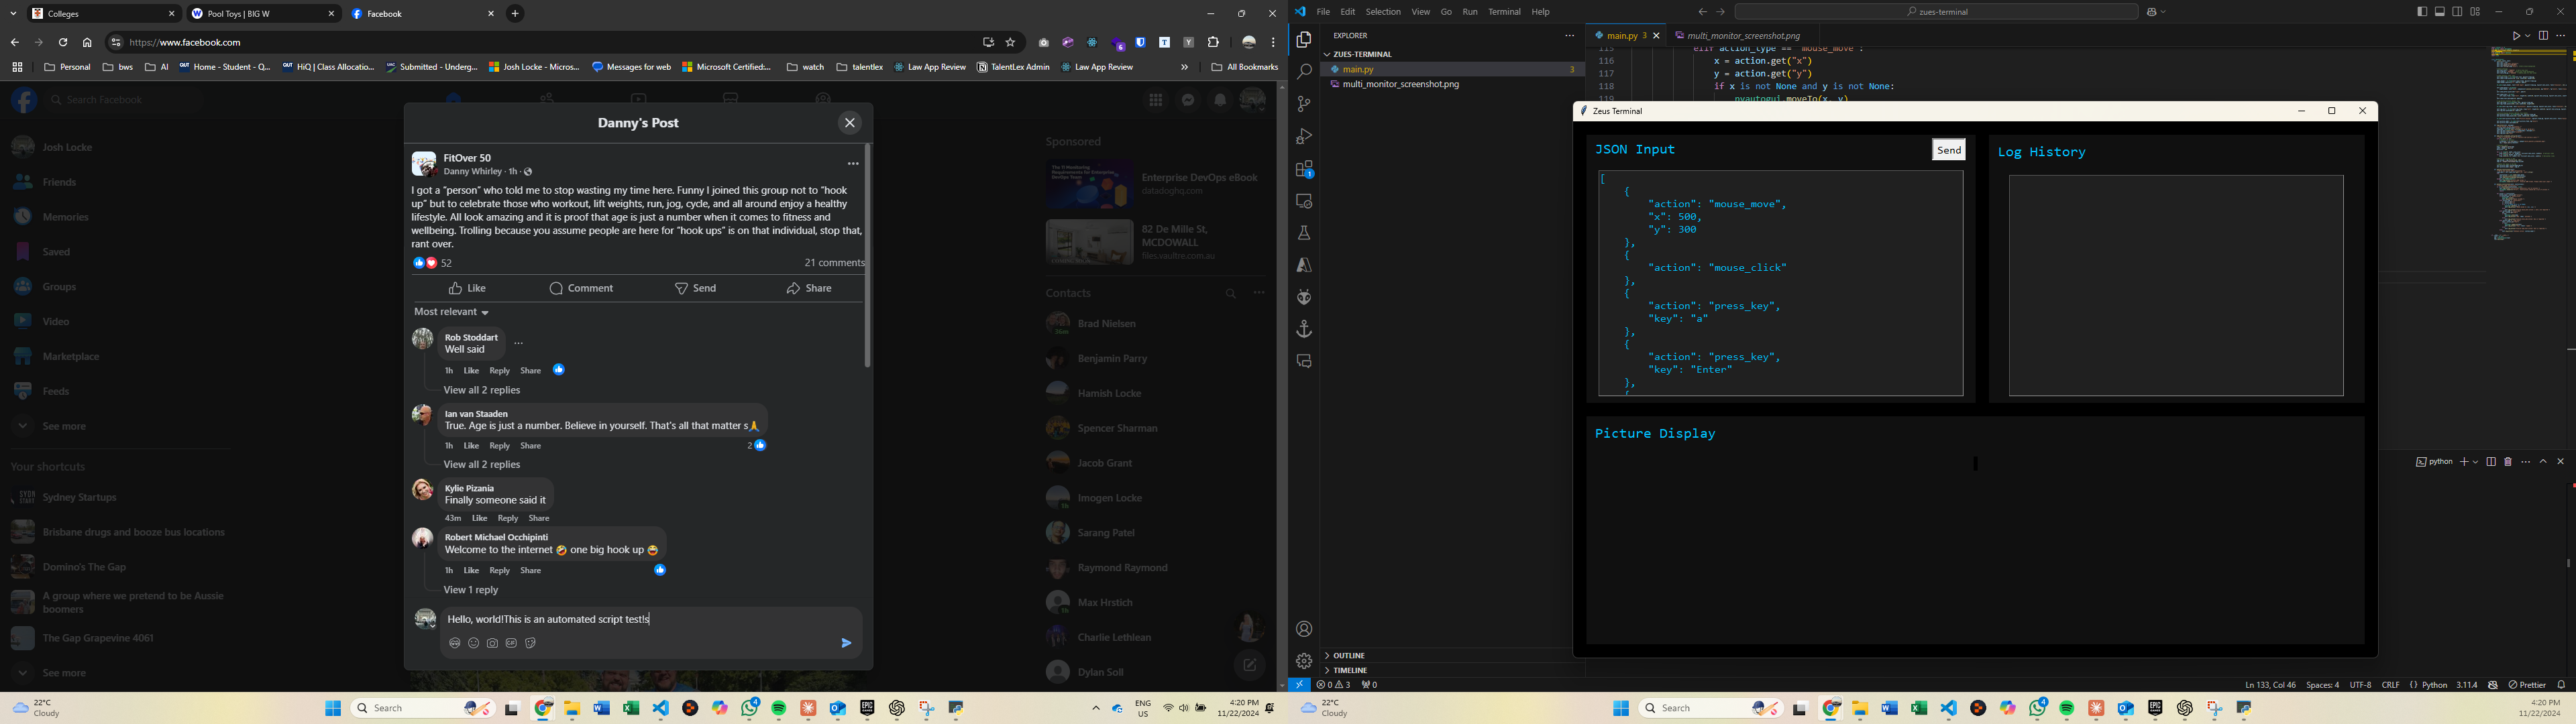 Colleges
Pool Toys | BIG W
Facebook
https://www.facebook.com
Personal
bws
AI
Home - Student - Q...
HiQ | Class Allocatio...
Submitted - Underg...
Josh Locke - Micros...
Messages for web
Microsoft Certified:...
watch
talentlex
Law App Review
TalentLex Admin
Law App Review
All Bookmarks
Search Facebook
Josh Locke
Friends
Memories
Saved
Groups
Video
Marketplace
Feeds
See more
Your shortcuts
Sydney Startups
Brisbane drugs and booze bus locations
Domino's The Gap
A group where we pretend to be Aussie
boomers
The Gap Grapevine 4061
See more
Danny's Post
FitOver 50
Danny Whirley · 1h ·
I got a “person” who told me to stop wasting my time here. Funny I joined this group not to “hook
up” but to celebrate those who workout, lift weights, run, jog, cycle, and all around enjoy a healthy
lifestyle. All look amazing and it is proof that age is just a number when it comes to fitness and
wellbeing. Trolling because you assume people are here for “hook ups” is on that individual, stop that,
rant over.
52
21 comments
Like
Comment
Send
Share
Most relevant
Rob Stoddart
Well said
1h Like Reply Share
View all 2 replies
Ian van Staaden
True. Age is just a number. Believe in yourself. That's all that matter s🙏
1h Like Reply Share
2
View all 2 replies
Kylie Pizania
Finally someone said it
43m Like Reply Share
Robert Michael Occhipinti
Welcome to the internet 🤣 one big hook up 😂
1h Like Reply Share
View 1 reply
Hello, world!This is an automated script test!s
Sponsored
Enterprise DevOps eBook
datadoghq.com
82 De Mille St,
MCDOWALL
files.vaultre.com.au
Contacts
Brad Nielsen
Benjamin Parry
Hamish Locke
Spencer Sharman
Jacob Grant
Imogen Locke
Sarang Patel
Raymond Raymond
Max Hrstich
Charlie Lethlean
Dylan Soll
22°C
Cloudy
Search
ENG
US
4:20 PM
11/22/2024
File Edit Selection View Go Run Terminal Help
zues-terminal
EXPLORER
ZUES-TERMINAL
main.py
3
multi_monitor_screenshot.png
OUTLINE
TIMELINE
main.py 3
multi_monitor_screenshot.png
115 elif action_type == "mouse_move":
116 x = action.get("x")
117 y = action.get("y")
118 if x is not None and y is not None:
119 pyautogui.moveTo(x, y)
Zeus Terminal
JSON Input
Send
[
{
"action": "mouse_move",
"x": 500,
"y": 300
},
{
"action": "mouse_click"
},
{
"action": "press_key",
"key": "a"
},
{
"action": "press_key",
"key": "Enter"
},
{
Log History
Picture Display
python
0 3 0
Ln 133, Col 46 Spaces: 4 UTF-8 CRLF Python 3.11.4 Prettier
22°C
Cloudy
Search
4:20 PM
11/22/2024